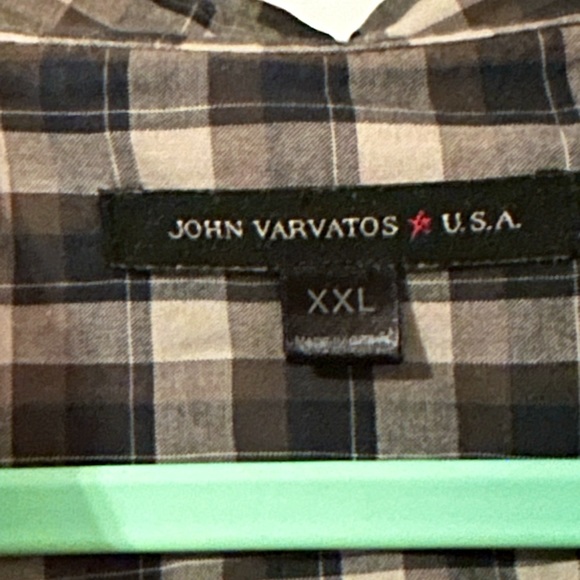 JOHN VARVATOS ★ U.S.A.
XXL